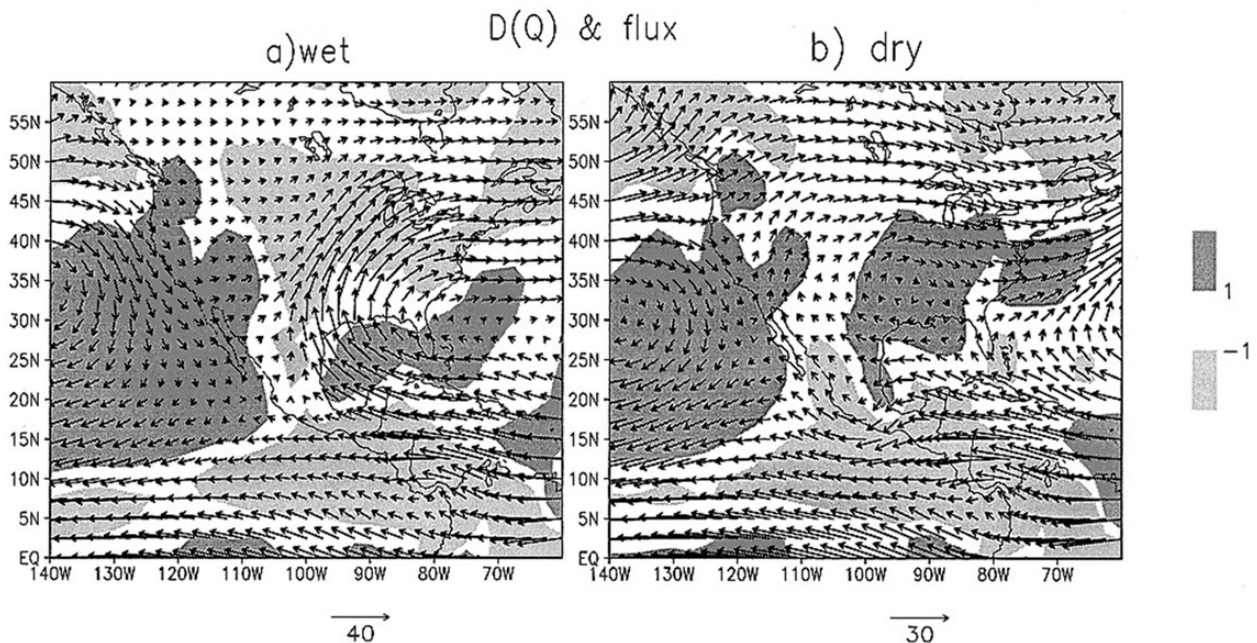 D(Q) & flux
a)wet
b) dry
55N
50N
45N
40N
35N
30N
25N
20N
15N
10N
5N
EQ
140W 130W 120W 110W 100W 90W 80W 70W
40
55N
50N
45N
40N
35N
30N
25N
20N
15N
10N
5N
EQ
140W 130W 120W 110W 100W 90W 80W 70W
30
1
-1